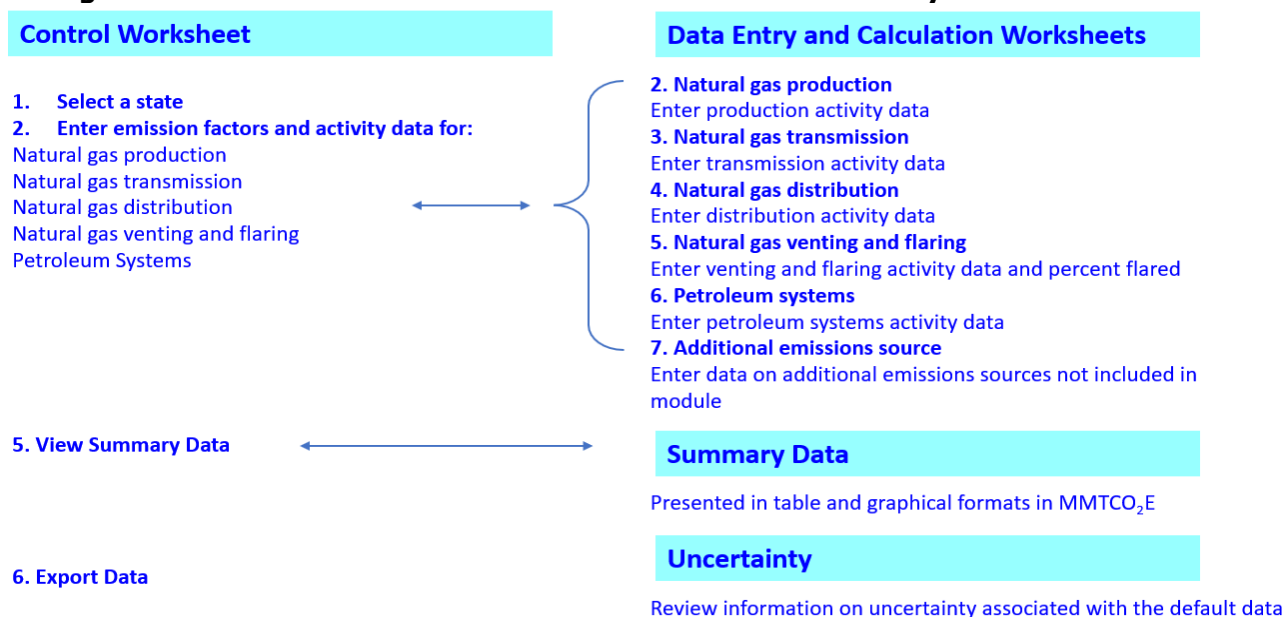 Control Worksheet
1. Select a state
2. Enter emission factors and activity data for:
Natural gas production
Natural gas transmission
Natural gas distribution
Natural gas venting and flaring
Petroleum Systems
5. View Summary Data
6. Export Data
Data Entry and Calculation Worksheets
2. Natural gas production
Enter production activity data
3. Natural gas transmission
Enter transmission activity data
4. Natural gas distribution
Enter distribution activity data
5. Natural gas venting and flaring
Enter venting and flaring activity data and percent flared
6. Petroleum systems
Enter petroleum systems activity data
7. Additional emissions source
Enter data on additional emissions sources not included in
module
Summary Data
Presented in table and graphical formats in MMTCO₂E
Uncertainty
Review information on uncertainty associated with the default data